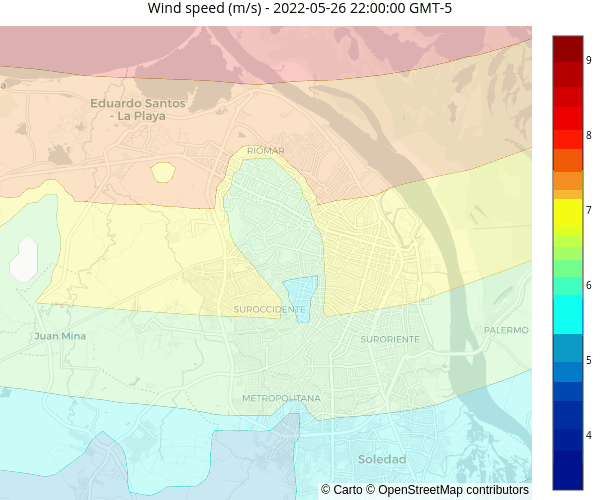 Wind speed (m/s) - 2022-05-26 22:00:00 GMT-5
a
Eduardo Santos
- La Playa
RIOMAR
SUROCCIDENTE
Juan Mina
SURORIENTE
PALERMO
METROPOLITANA
Soledad
© Carto © OpenStreetMap contributors
9
8
7
6
5
4